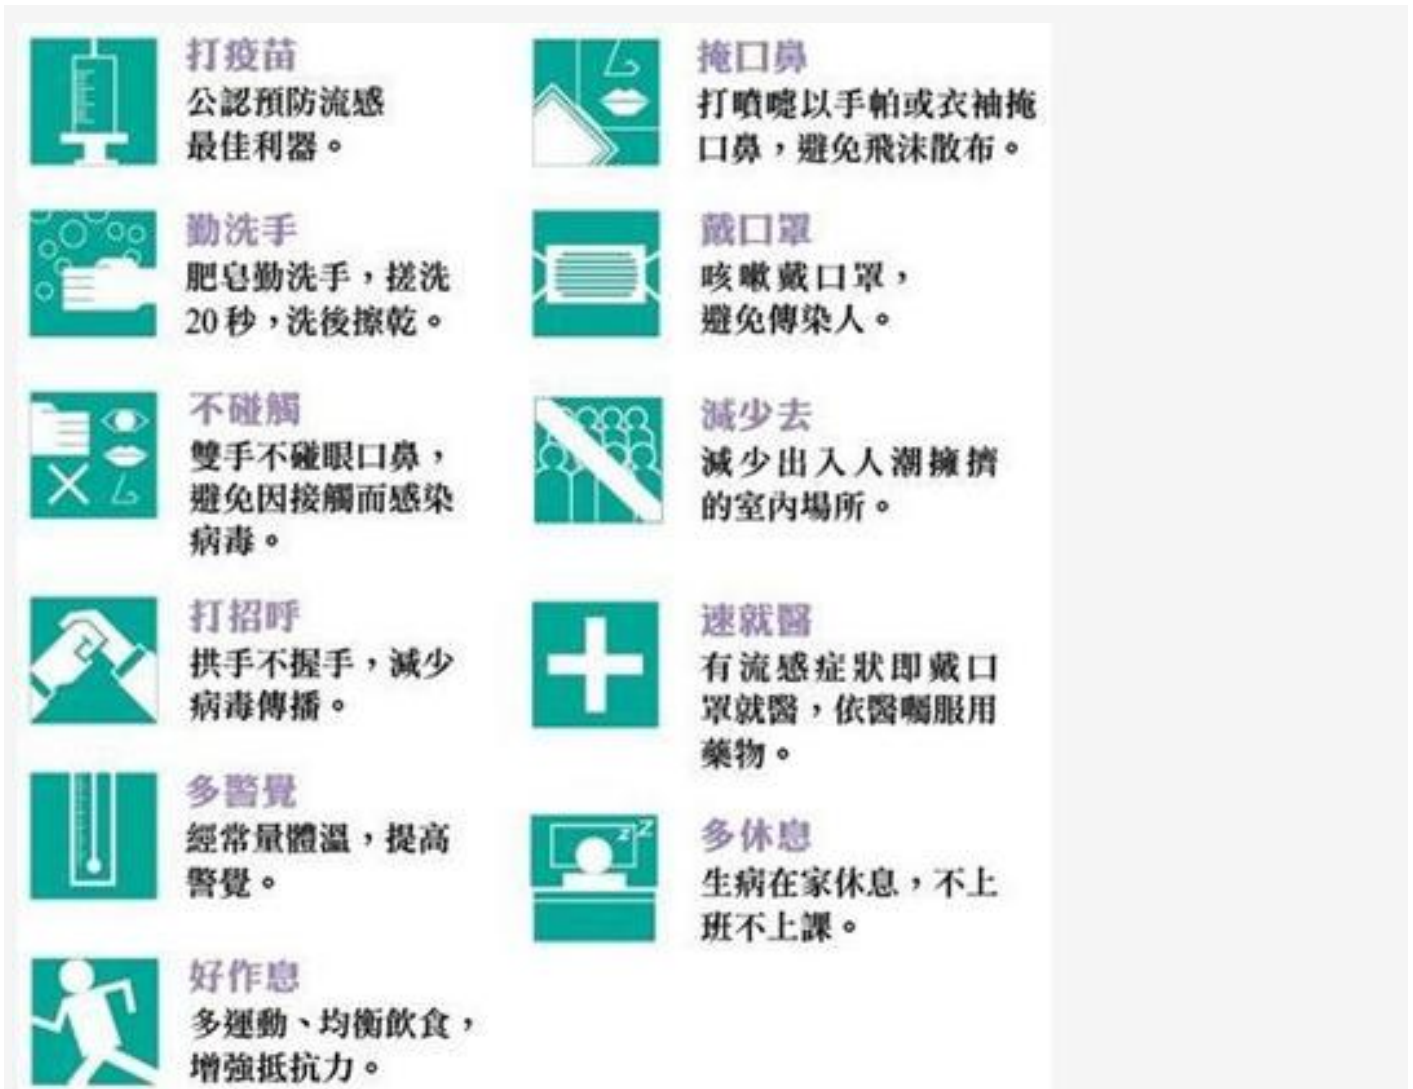 打疫苗
公認預防流感
最佳利器。
勤洗手
肥皂勤洗手，搓洗
20秒，洗後擦乾。
不碰觸
雙手不碰眼口鼻，
避免因接觸而感染
病毒。
打招呼
拱手不握手，減少
病毒傳播。
多警覺
經常量體溫，提高
警覺。
好作息
多運動、均衡飲食，
增強抵抗力。
掩口鼻
打噴嚏以手帕或衣袖掩
口鼻，避免飛沫散布。
戴口罩
咳嗽戴口罩，
避免傳染人。
減少去
減少出入人潮擁擠
的室內場所。
速就醫
有流感症狀即戴口
罩就醫，依醫囑服用
藥物。
多休息
生病在家休息，不上
班不上課。